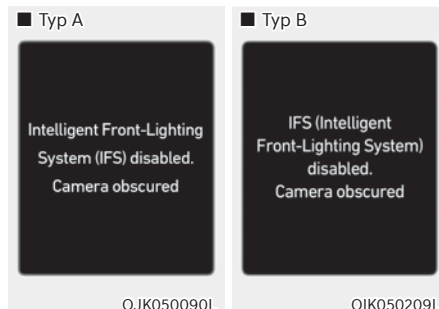 ■ Typ A
Intelligent Front-Lighting
System (IFS) disabled.
Camera obscured
OJK050090L
■ Typ B
IFS (Intelligent
Front-Lighting System)
disabled.
Camera obscured
OIK050209L